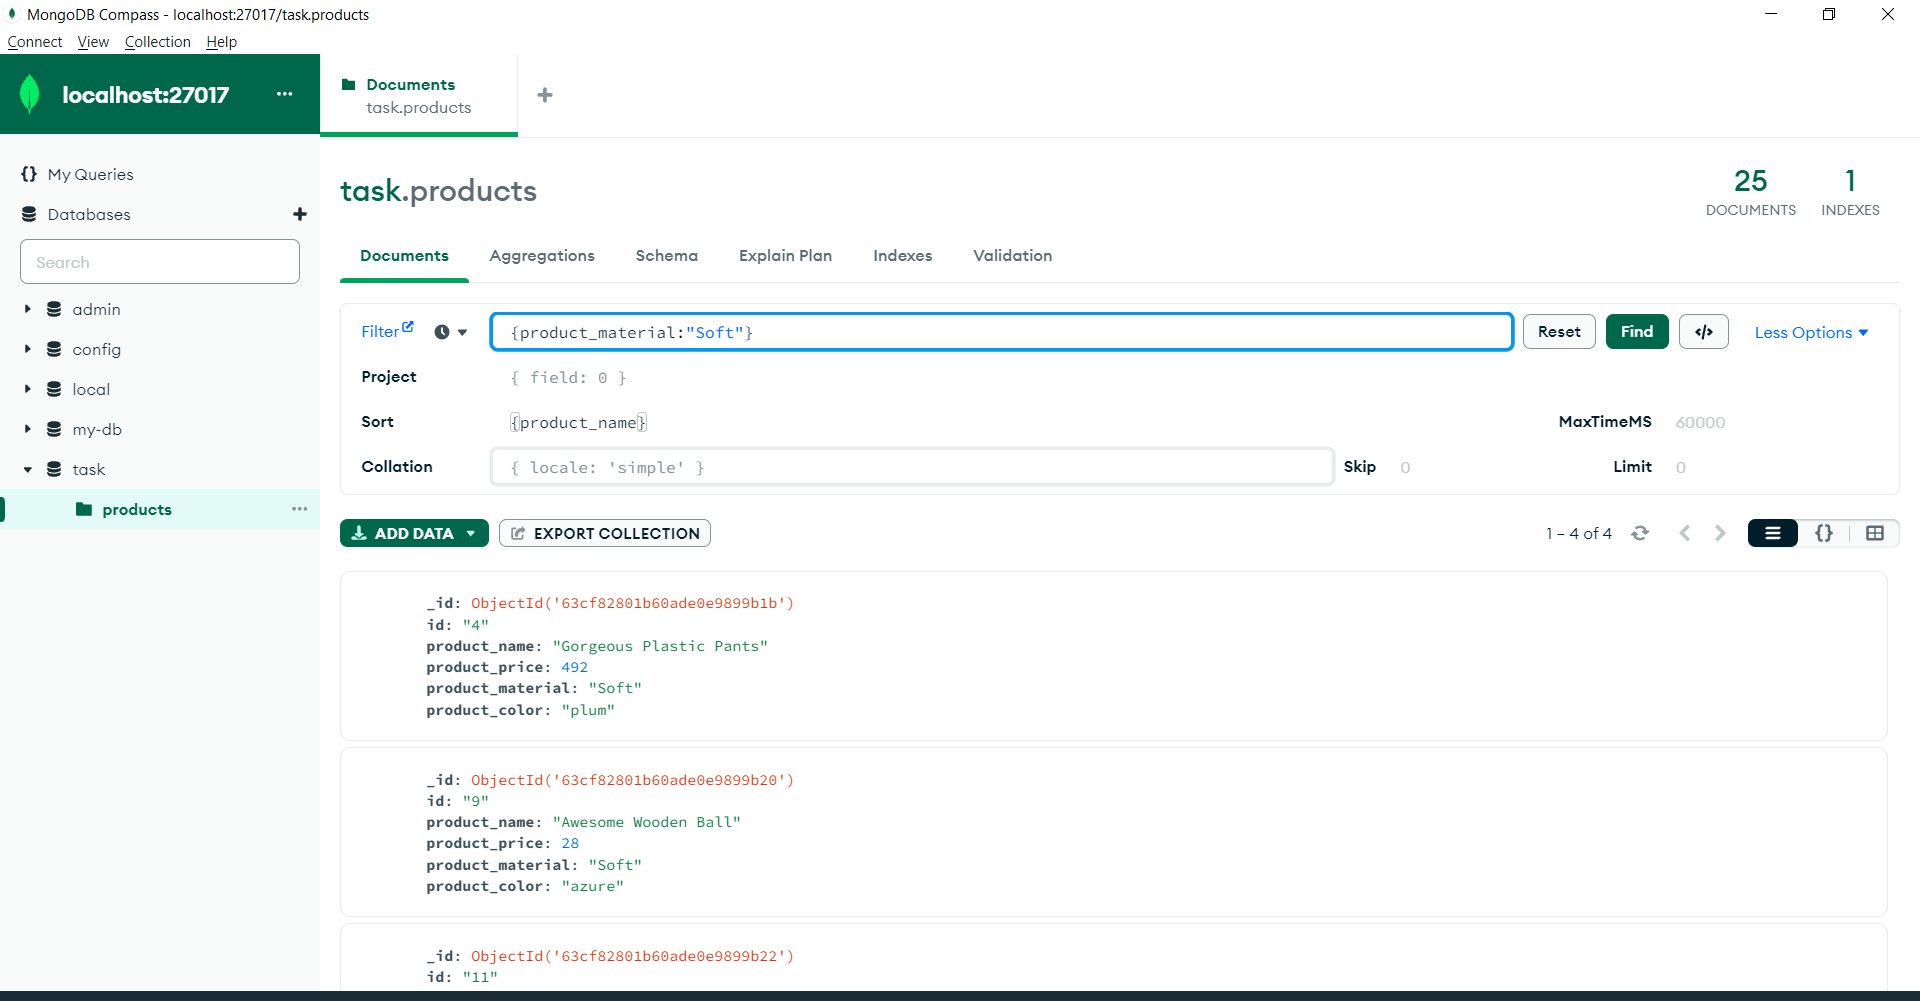 MongoDB Compass - localhost:27017/task.products
Connect View Collection Help
localhost:27017
Documents
task.products
My Queries
Databases
Search
admin
config
local
my-db
task
products
task.products
25
DOCUMENTS
1
INDEXES
Documents Aggregations Schema Explain Plan Indexes Validation
Filter {product_material:"Soft"} Reset Find </> Less Options
Project { field: 0 }
Sort {product_name} MaxTimeMS 60000
Collation { locale: 'simple' } Skip 0 Limit 0
ADD DATA EXPORT COLLECTION 1 – 4 of 4 {}
_id: ObjectId('63cf82801b60ade0e9899b1b')
id: "4"
product_name: "Gorgeous Plastic Pants"
product_price: 492
product_material: "Soft"
product_color: "plum"
_id: ObjectId('63cf82801b60ade0e9899b20')
id: "9"
product_name: "Awesome Wooden Ball"
product_price: 28
product_material: "Soft"
product_color: "azure"
_id: ObjectId('63cf82801b60ade0e9899b22')
id: "11"